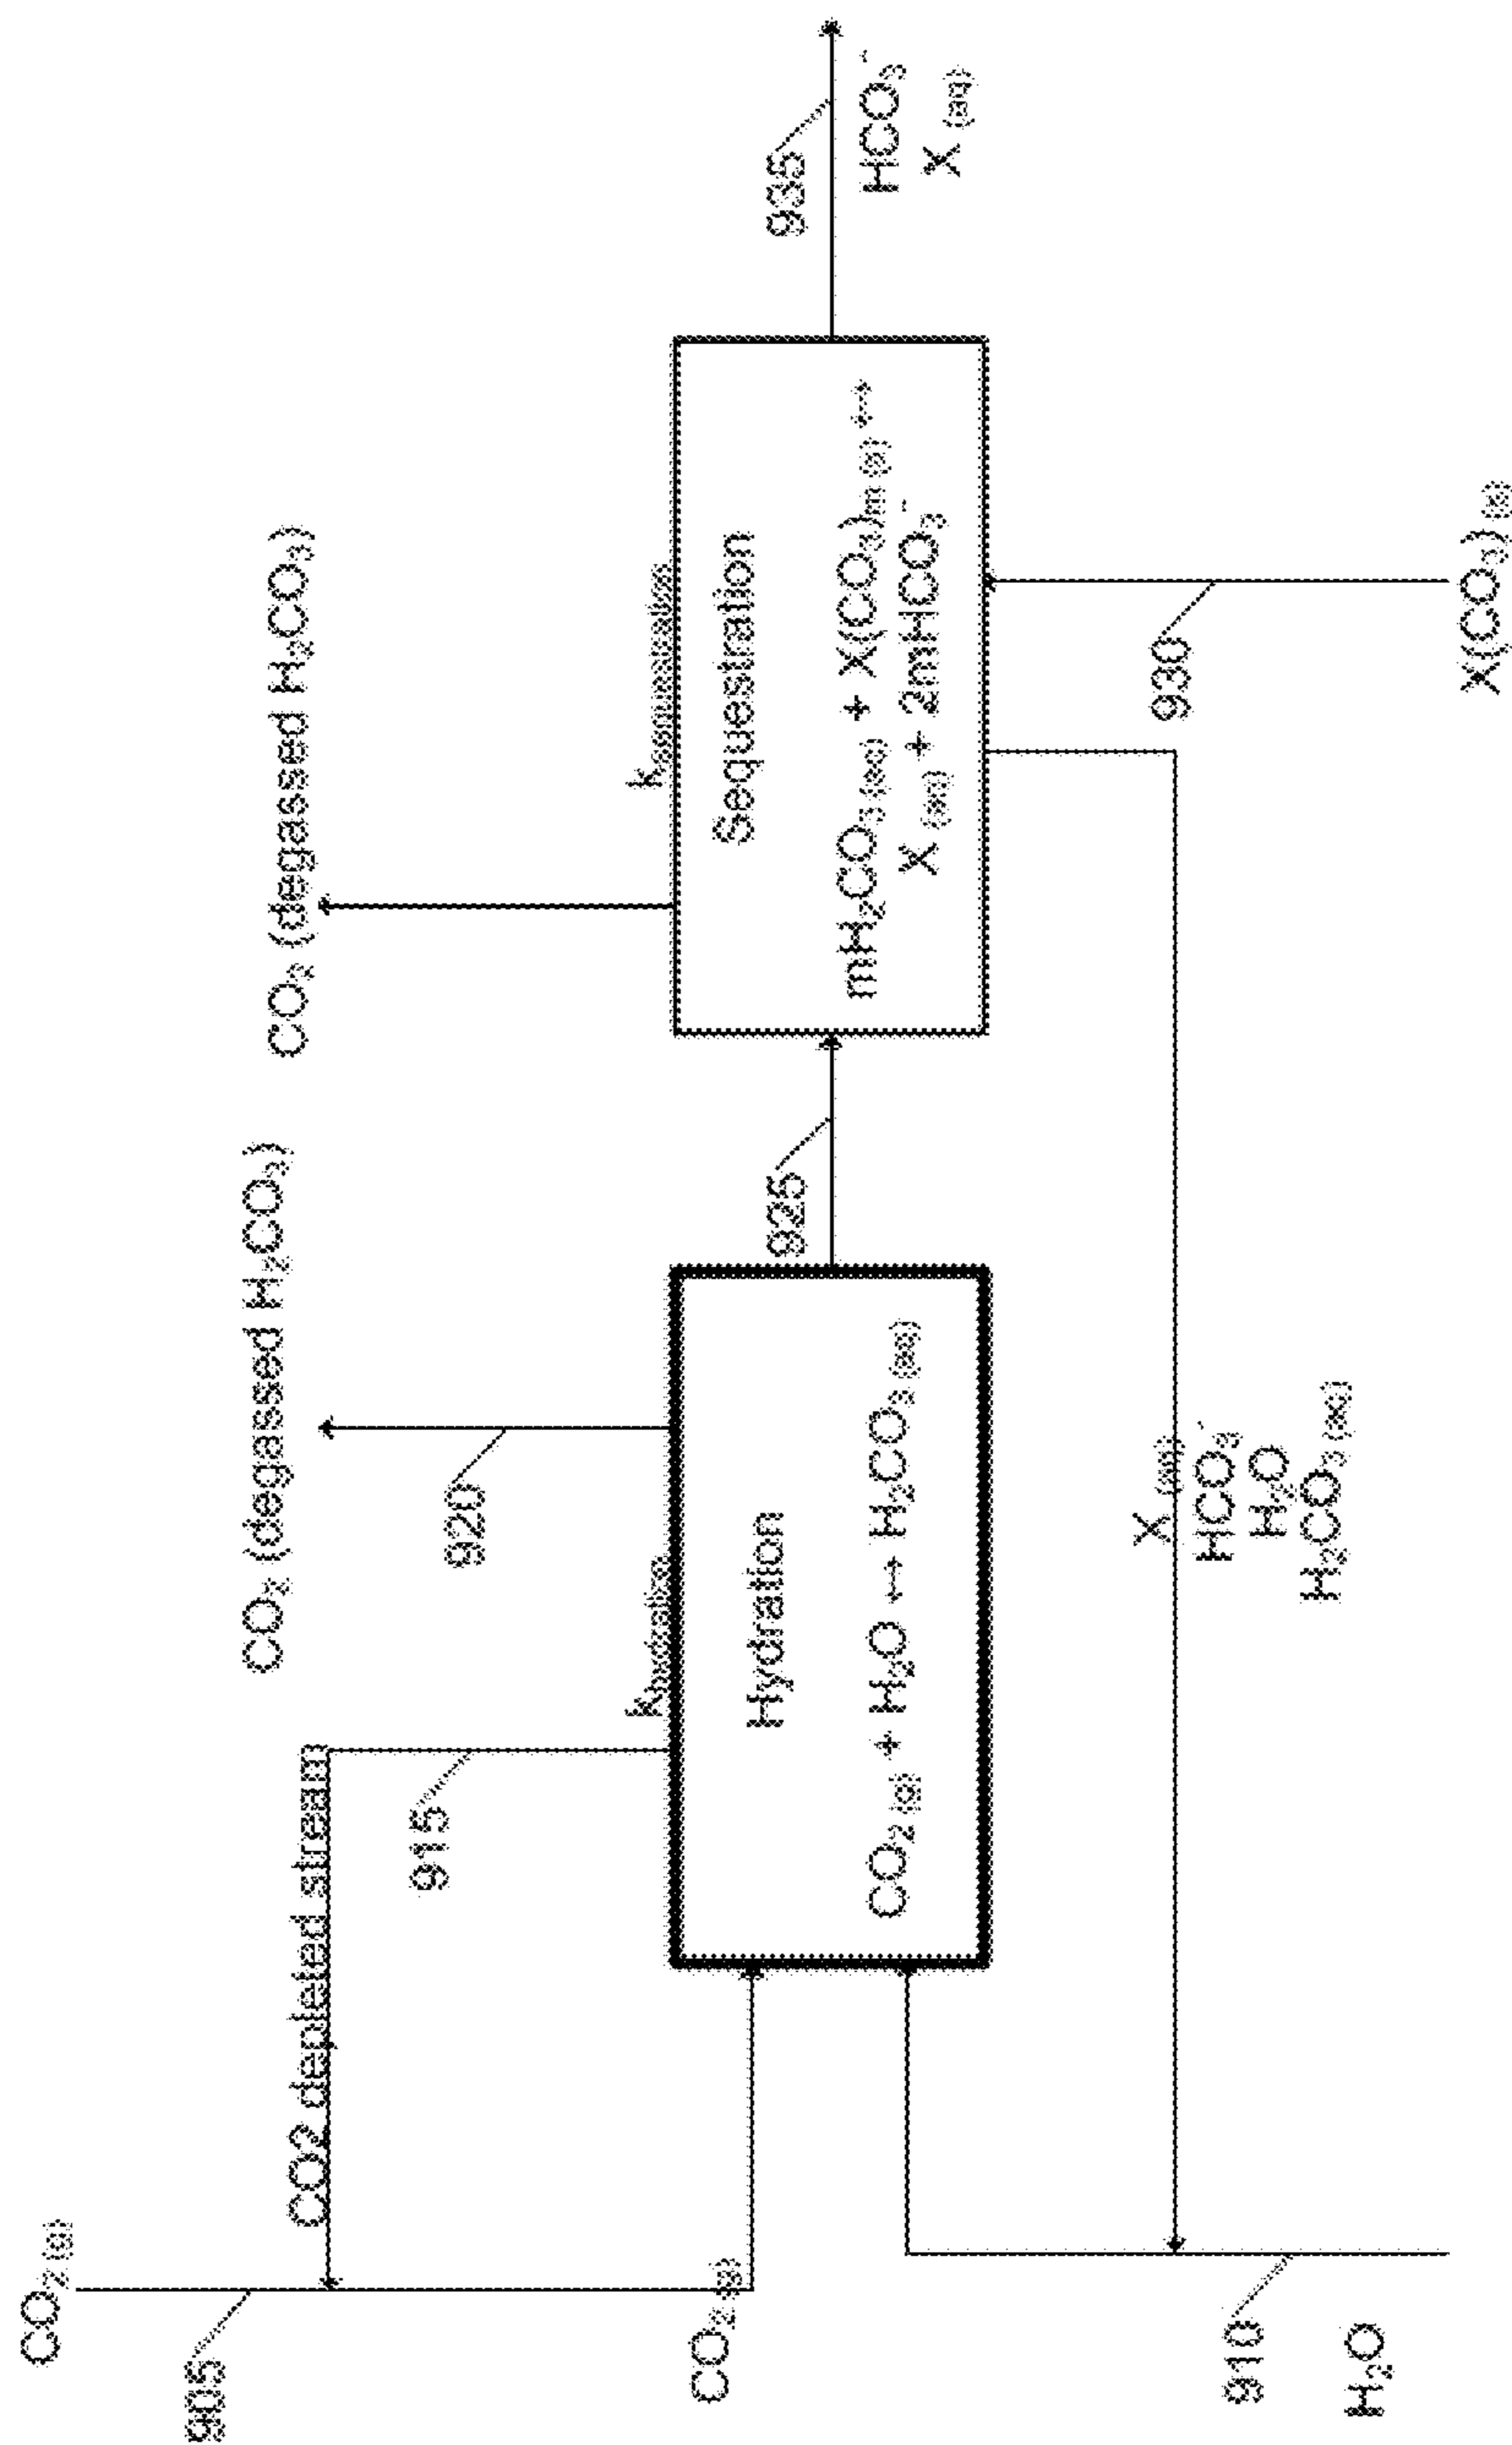 CO₂ (g)
905
CO2 depleted stream
915
CO₂ (degassed H₂CO₃)
920
CO₂ (degassed H₂CO₃)
CO₂ (g)
k_hydration
Hydration
CO₂ (g) + H₂O ↔ H₂CO₃ (aq)
925
k_sequestration
Sequestration
mH₂CO₃ (aq) + X(CO₃)m (s) ↔
X (aq) + 2mHCO₃⁻
935
HCO₃⁻
X (aq)
910
H₂O
X (aq)
HCO₃⁻
H₂O
H₂CO₃ (aq)
930
X(CO₃) (s)